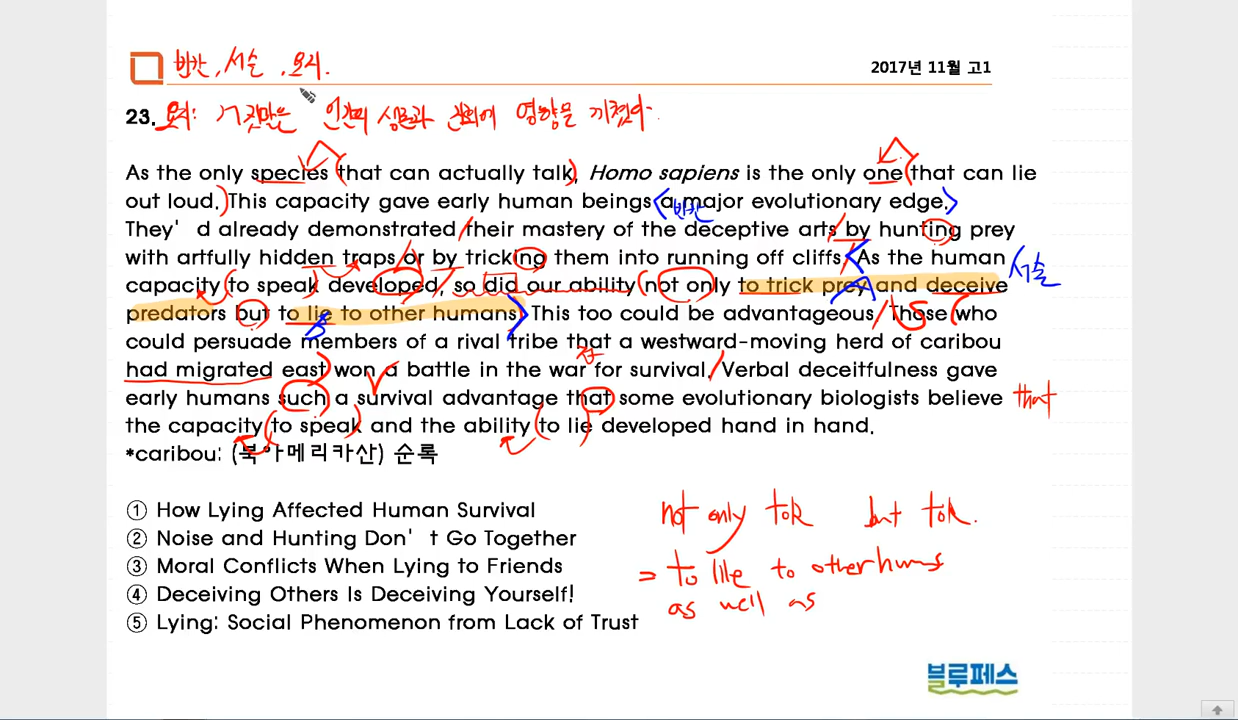 빈칸, 서술, 요지.
2017년 11월 고1
23. 요지: 거짓말은 인간의 생존과 관련에 영향을 끼쳤다.
As the only species that can actually talk, Homo sapiens is the only one that can lie
out loud. This capacity gave early human beings a major evolutionary edge.
빈칸
They'd already demonstrated their mastery of the deceptive arts by hunting prey
with artfully hidden traps or by tricking them into running off cliffs. As the human
서술
capacity to speak developed, so did our ability not only to trick prey and deceive
predators but to lie to other humans. This too could be advantageous. Those who
could persuade members of a rival tribe that a westward-moving herd of caribou
had migrated east won a battle in the war for survival. Verbal deceitfulness gave
early humans such a survival advantage that some evolutionary biologists believe that
the capacity to speak and the ability to lie developed hand in hand.
*caribou: (북아메리카산) 순록
① How Lying Affected Human Survival
② Noise and Hunting Don't Go Together
③ Moral Conflicts When Lying to Friends
④ Deceiving Others Is Deceiving Yourself!
⑤ Lying: Social Phenomenon from Lack of Trust
not only to but to
= to lie to other humans
as well as
블루페스